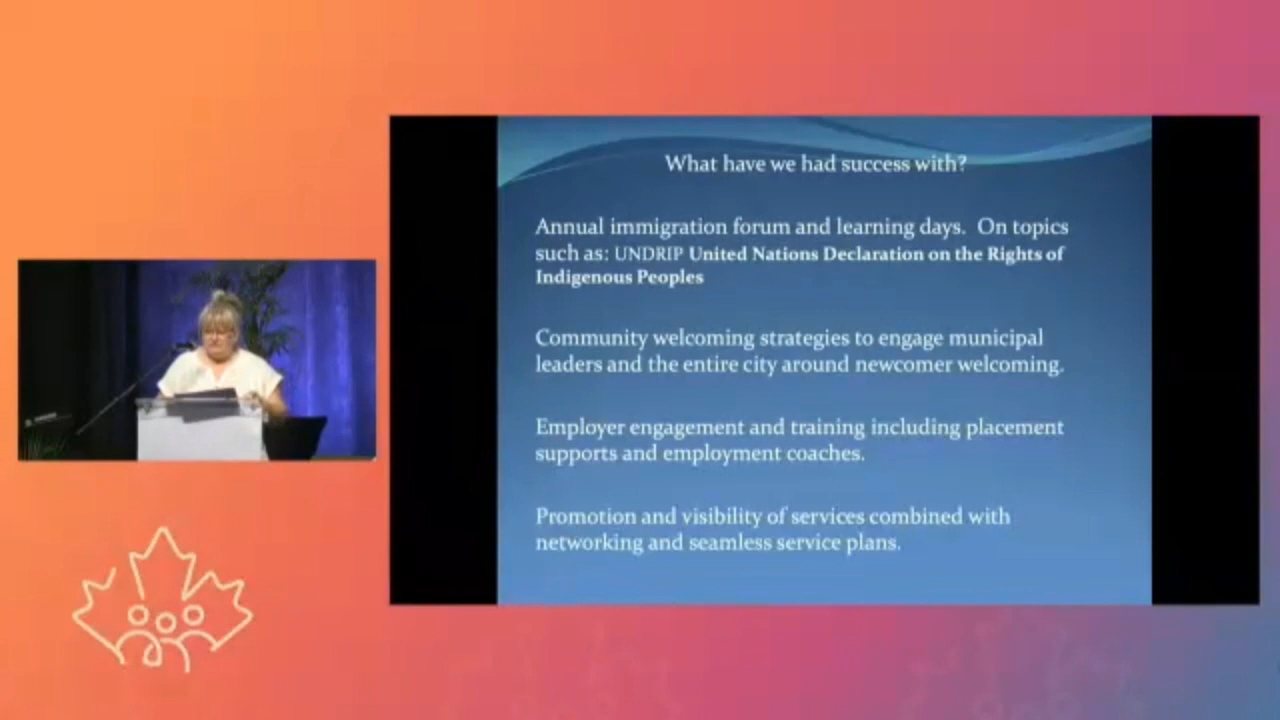 What have we had success with?
Annual immigration forum and learning days. On topics
such as: UNDRIP United Nations Declaration on the Rights of
Indigenous Peoples
Community welcoming strategies to engage municipal
leaders and the entire city around newcomer welcoming.
Employer engagement and training including placement
supports and employment coaches.
Promotion and visibility of services combined with
networking and seamless service plans.